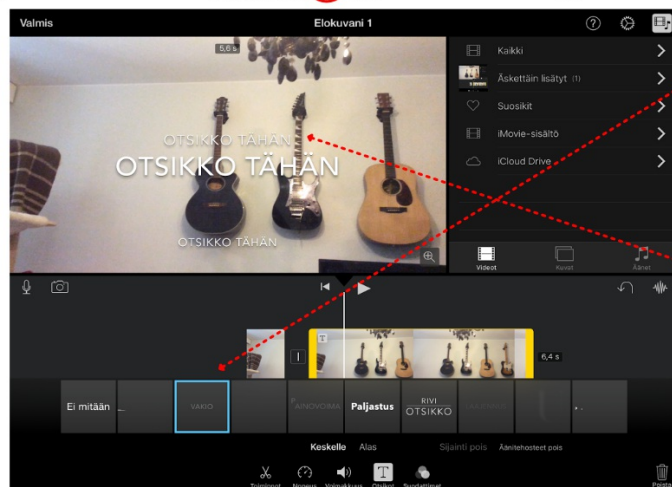 Valmis
Elokuvani 1
5,6 s
Kaikki
Äskettäin lisätyt (1)
Suosikit
iMovie-sisältö
iCloud Drive
OTSIKKO TÄHÄN
OTSIKKO TÄHÄN
OTSIKKO TÄHÄN
Videot
Kuvat
Äänet
T
6,4 s
Ei mitään
VAKIO
PAINOVOIMA
Paljastus
RIVI
OTSIKKO
Keskelle
Alas
Sijainti pois
Äänitehosteet pois
T
Toiminnot
Nopeus
Voimakkuus
Otsikot
Suodattimet
Poista